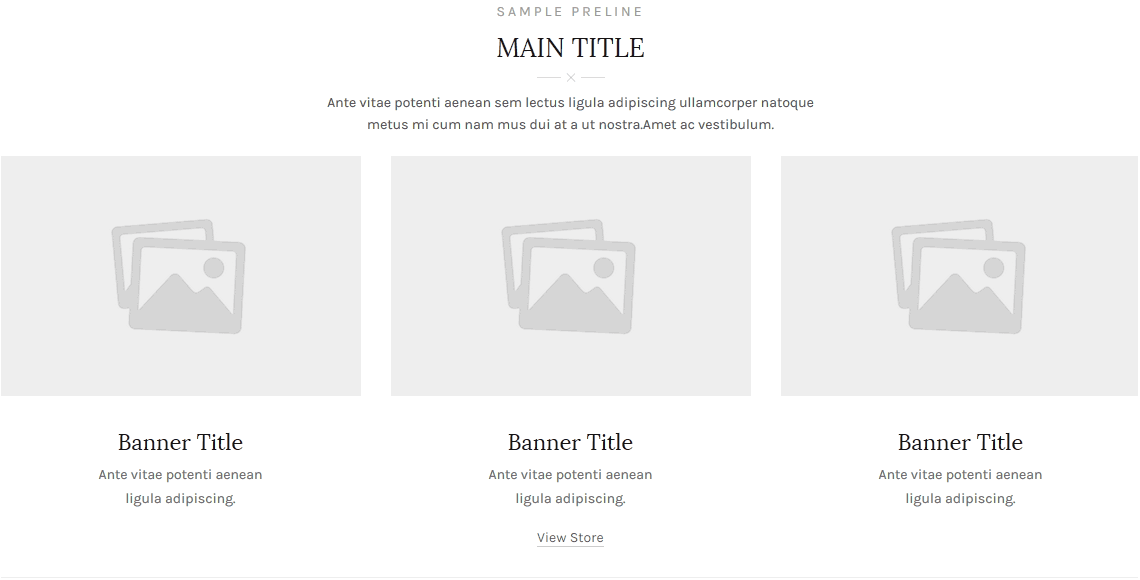 SAMPLE PRELINE
MAIN TITLE
Ante vitae potenti aenean sem lectus ligula adipiscing ullamcorper natoque
metus mi cum nam mus dui at a ut nostra.Amet ac vestibulum.
Banner Title
Ante vitae potenti aenean
ligula adipiscing.
Banner Title
Ante vitae potenti aenean
ligula adipiscing.
View Store
Banner Title
Ante vitae potenti aenean
ligula adipiscing.